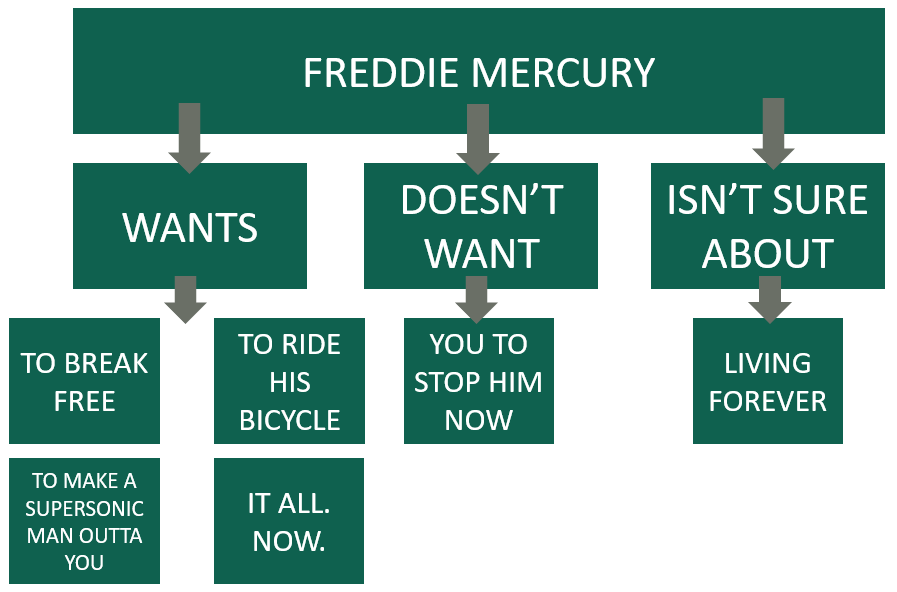 FREDDIE MERCURY
WANTS
DOESN'T
WANT
ISN'T SURE
ABOUT
TO BREAK
FREE
TO RIDE
HIS
BICYCLE
YOU TO
STOP HIM
NOW
LIVING
FOREVER
TO MAKE A
SUPERSONIC
MAN OUTTA
YOU
IT ALL.
NOW.